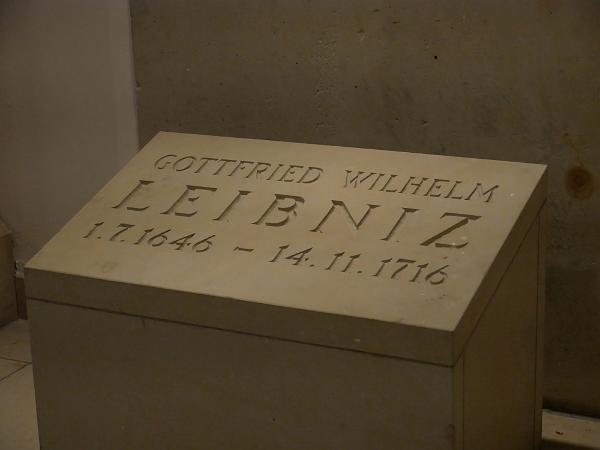 GOTTFRIED WILHELM
LEIBNIZ
1.7.1646 – 14.11.1716